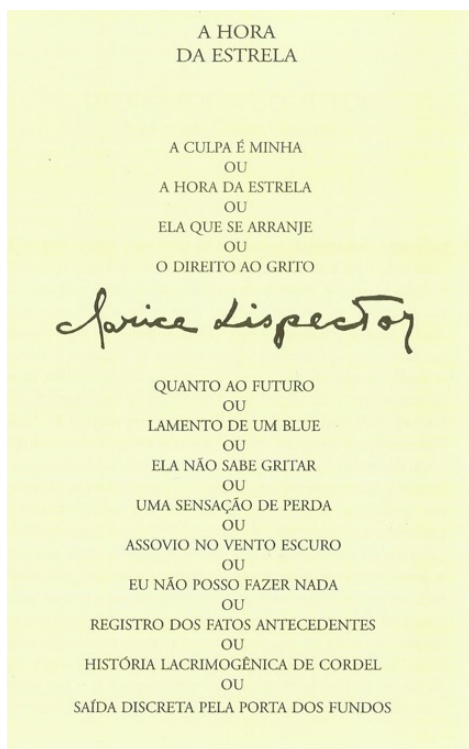 A HORA
DA ESTRELA
A CULPA É MINHA
OU
A HORA DA ESTRELA
OU
ELA QUE SE ARRANJE
OU
O DIREITO AO GRITO
Clarice Lispector
QUANTO AO FUTURO
OU
LAMENTO DE UM BLUE
OU
ELA NÃO SABE GRITAR
OU
UMA SENSAÇÃO DE PERDA
OU
ASSOVIO NO VENTO ESCURO
OU
EU NÃO POSSO FAZER NADA
OU
REGISTRO DOS FATOS ANTECEDENTES
OU
HISTÓRIA LACRIMOGÊNICA DE CORDEL
OU
SAÍDA DISCRETA PELA PORTA DOS FUNDOS